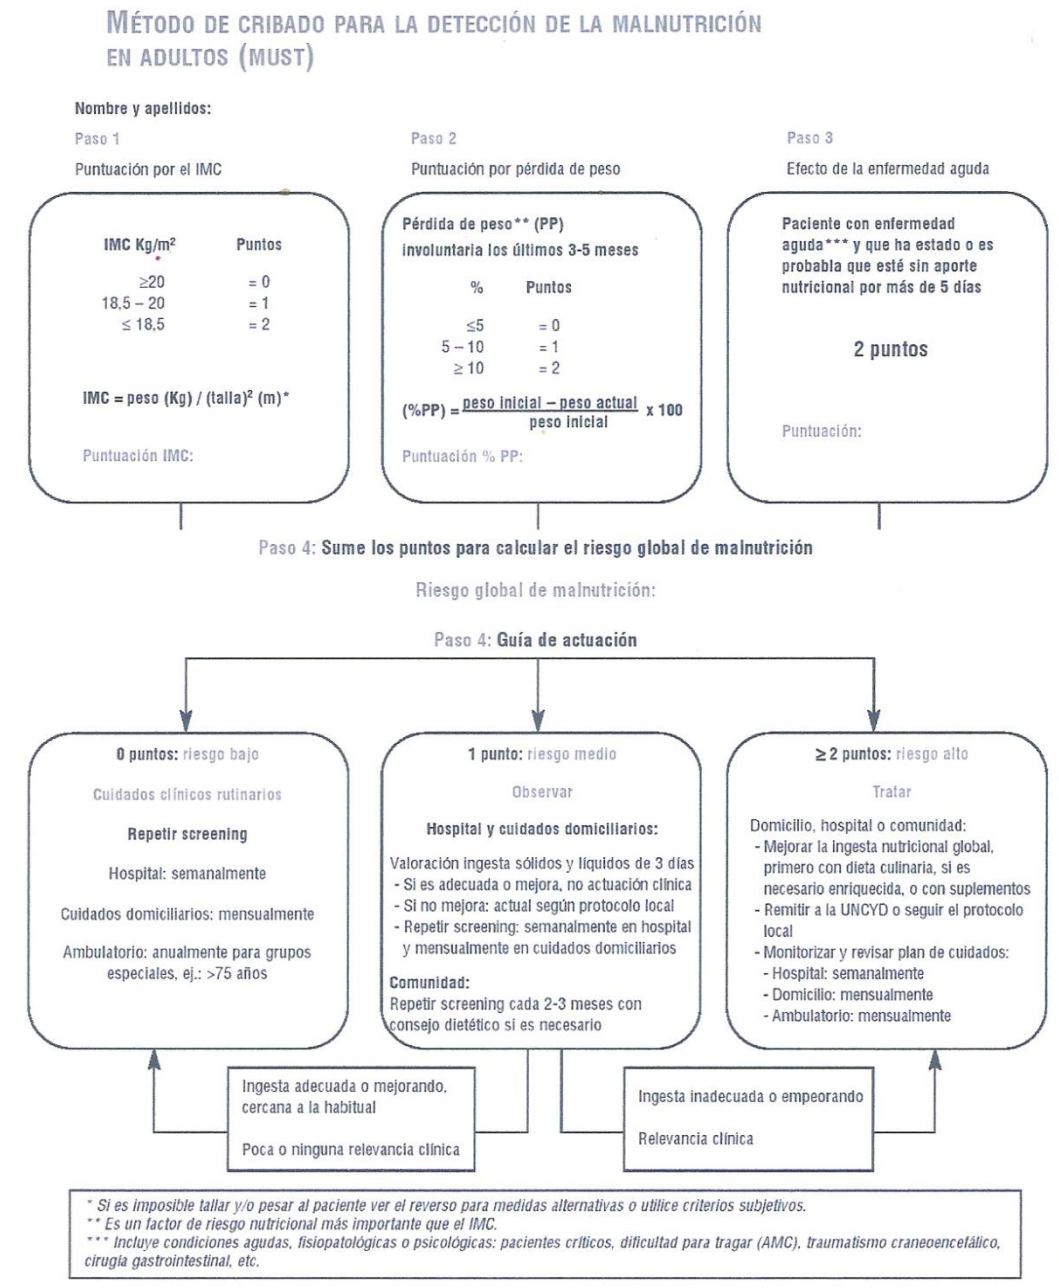 MÉTODO DE CRIBADO PARA LA DETECCIÓN DE LA MALNUTRICIÓN
EN ADULTOS (MUST)
Nombre y apellidos:
Paso 1
Puntuación por el IMC
IMC Kg/m² Puntos
≥20 = 0
18,5 – 20 = 1
≤ 18,5 = 2
IMC = peso (Kg) / (talla)² (m)*
Puntuación IMC:
Paso 2
Puntuación por pérdida de peso
Pérdida de peso** (PP)
involuntaria los últimos 3-5 meses
% Puntos
≤5 = 0
5 – 10 = 1
≥ 10 = 2
(%PP) = peso inicial – peso actual x 100
peso inicial
Puntuación % PP:
Paso 3
Efecto de la enfermedad aguda
Paciente con enfermedad
aguda*** y que ha estado o es
probabla que esté sin aporte
nutricional por más de 5 días
2 puntos
Puntuación:
Paso 4: Sume los puntos para calcular el riesgo global de malnutrición
Riesgo global de malnutrición:
Paso 4: Guía de actuación
0 puntos: riesgo bajo
Cuidados clínicos rutinarios
Repetir screening
Hospital: semanalmente
Cuidados domiciliarios: mensualmente
Ambulatorio: anualmente para grupos
especiales, ej.: >75 años
1 punto: riesgo medio
Observar
Hospital y cuidados domiciliarios:
Valoración ingesta sólidos y líquidos de 3 días
- Si es adecuada o mejora, no actuación clínica
- Si no mejora: actual según protocolo local
- Repetir screening: semanalmente en hospital
y mensualmente en cuidados domiciliarios
Comunidad:
Repetir screening cada 2-3 meses con
consejo dietético si es necesario
≥ 2 puntos: riesgo alto
Tratar
Domicilio, hospital o comunidad:
- Mejorar la ingesta nutricional global,
primero con dieta culinaria, si es
necesario enriquecida, o con suplementos
- Remitir a la UNCYD o seguir el protocolo
local
- Monitorizar y revisar plan de cuidados:
- Hospital: semanalmente
- Domicilio: mensualmente
- Ambulatorio: mensualmente
Ingesta adecuada o mejorando,
cercana a la habitual
Poca o ninguna relevancia clínica
Ingesta inadecuada o empeorando
Relevancia clínica
* Si es imposible tallar y/o pesar al paciente ver el reverso para medidas alternativas o utilice criterios subjetivos.
** Es un factor de riesgo nutricional más importante que el IMC.
*** Incluye condiciones agudas, fisiopatológicas o psicológicas: pacientes críticos, dificultad para tragar (AMC), traumatismo craneoencefálico,
cirugía gastrointestinal, etc.